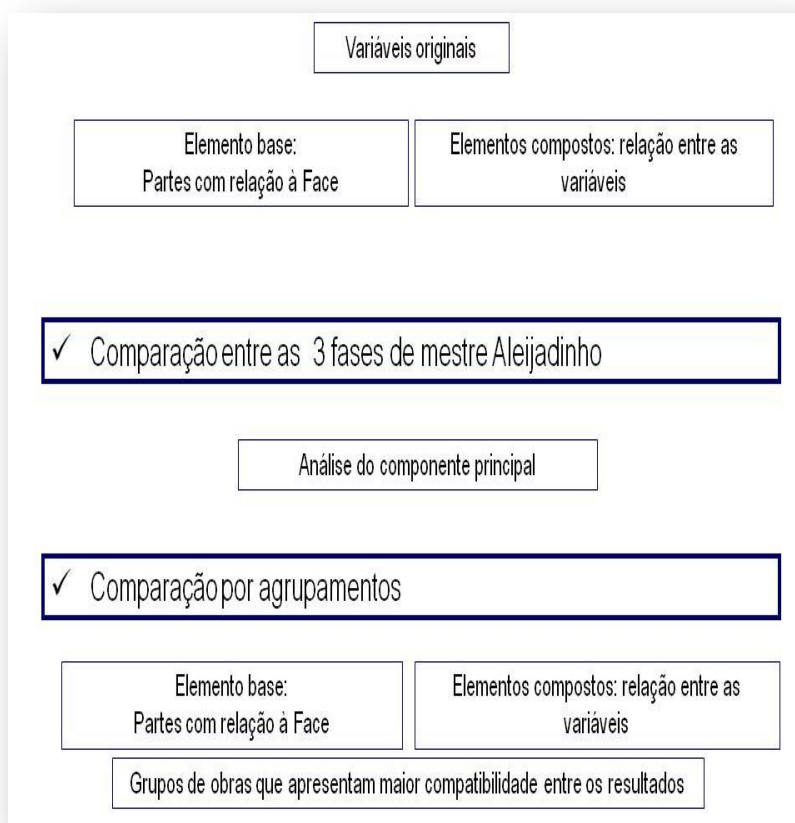 Variáveis originais
Elemento base:
Partes com relação à Face
Elementos compostos: relação entre as
variáveis
✓ Comparação entre as 3 fases de mestre Aleijadinho
Análise do componente principal
✓ Comparação por agrupamentos
Elemento base:
Partes com relação à Face
Elementos compostos: relação entre as
variáveis
Grupos de obras que apresentam maior compatibilidade entre os resultados